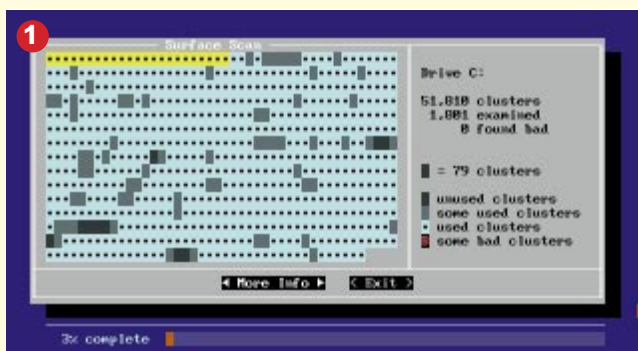 1
Surface Scan
Drive C:
51,810 clusters
1,801 examined
0 found bad
= 79 clusters
unused clusters
some used clusters
used clusters
some bad clusters
◄ More Info ► < Exit >
3% complete